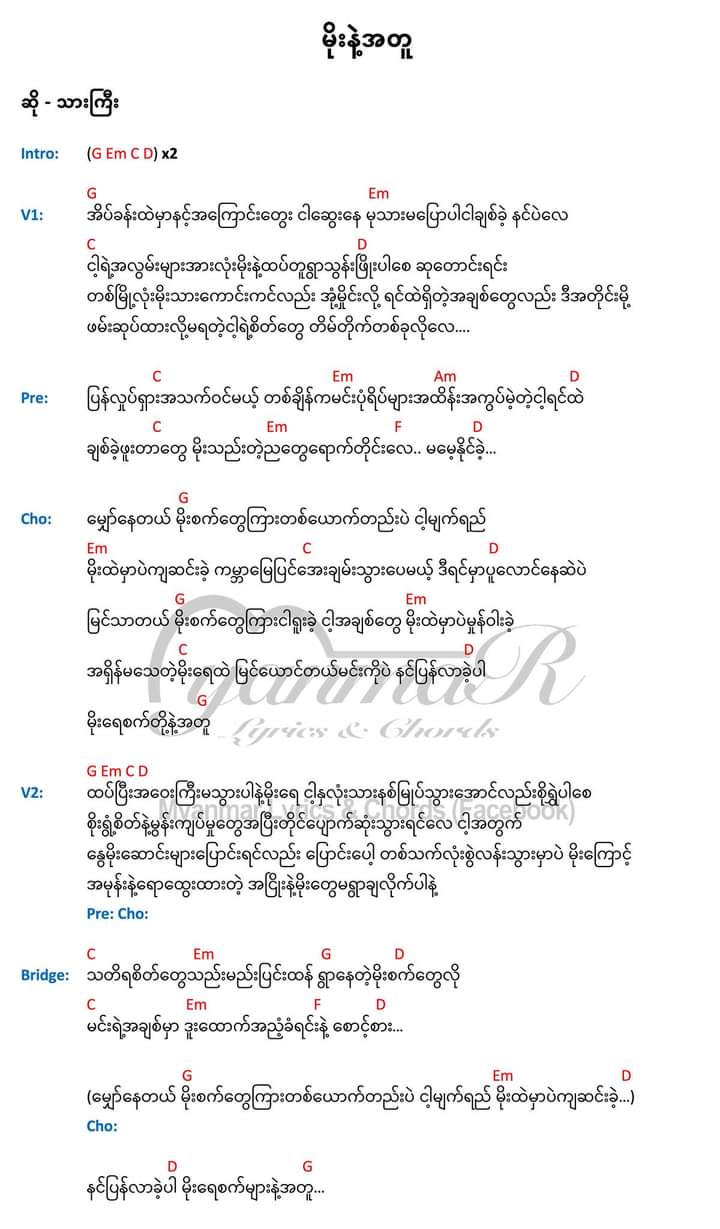 မိုးနဲ့အတူ
ဆို - သားကြီး
Intro: (G Em C D) x2
G Em
V1: အိပ်ခန်းထဲမှာနင့်အကြောင်းတွေး ငါဆွေးနေ မုသားမပြောပါငါချစ်ခဲ့ နင်ပဲလေ
C D
ငါ့ရဲ့အလွမ်းများအားလုံးမိုးနဲ့ထပ်တူရွာသွန်းဖြိုးပါစေ ဆုတောင်းရင်း
တစ်မြို့လုံးမိုးသားကောင်းကင်လည်း အုံ့မှိုင်းလို့ ရင်ထဲရှိတဲ့အချစ်တွေလည်း ဒီအတိုင်းမို့
ဖမ်းဆုပ်ထားလို့မရတဲ့ငါ့ရဲ့စိတ်တွေ တိမ်တိုက်တစ်ခုလိုလေ....
C Em Am D
Pre: ပြန်လှုပ်ရှားအသက်ဝင်မယ့် တစ်ချိန်ကမင်းပုံရိပ်များအထိန်းအကွပ်မဲ့တဲ့ငါ့ရင်ထဲ
C Em F D
ချစ်ခဲ့ဖူးတာတွေ မိုးသည်းတဲ့ညတွေရောက်တိုင်းလေ.. မမေ့နိုင်ခဲ့...
G
Cho: မျှော်နေတယ် မိုးစက်တွေကြားတစ်ယောက်တည်းပဲ ငါ့မျက်ရည်
Em C D
မိုးထဲမှာပဲကျဆင်းခဲ့ ကမ္ဘာမြေပြင်အေးချမ်းသွားပေမယ့် ဒီရင်မှာပူလောင်နေဆဲပဲ
G Em
မြင်သာတယ် မိုးစက်တွေကြားငါရူးခဲ့ ငါ့အချစ်တွေ မိုးထဲမှာပဲမှုန်ဝါးခဲ့
C D
အရှိန်မသေတဲ့မိုးရေထဲ မြင်ယောင်တယ်မင်းကိုပဲ နင်ပြန်လာခဲ့ပါ
G
မိုးရေစက်တို့နဲ့အတူ
MyanmaR
Lyrics & Chords
G Em C D
V2: ထပ်ပြီးအဝေးကြီးမသွားပါနဲ့မိုးရေ ငါ့နှလုံးသားနစ်မြုပ်သွားအောင်လည်းစိုရွှဲပါစေ
Myanmar Lyrics & Chords (Facebook)
စိုးရွံ့စိတ်နဲ့မွန်းကျပ်မှုတွေအပြီးတိုင်ပျောက်ဆုံးသွားရင်လေ ငါ့အတွက်
နွေမိုးဆောင်းများပြောင်းရင်လည်း ပြောင်းပေါ့ တစ်သက်လုံးစွဲလန်းသွားမှာပဲ မိုးကြောင့်
အမုန်းနဲ့ရောထွေးထားတဲ့ အငြိုးနဲ့မိုးတွေမရွာချလိုက်ပါနဲ့
Pre: Cho:
C Em G D
Bridge: သတိရစိတ်တွေသည်းမည်းပြင်းထန် ရွာနေတဲ့မိုးစက်တွေလို
C Em F D
မင်းရဲ့အချစ်မှာ ဒူးထောက်အညံ့ခံရင်းနဲ့ စောင့်စား...
G Em D
(မျှော်နေတယ် မိုးစက်တွေကြားတစ်ယောက်တည်းပဲ ငါ့မျက်ရည် မိုးထဲမှာပဲကျဆင်းခဲ့...)
Cho:
D G
နင်ပြန်လာခဲ့ပါ မိုးရေစက်များနဲ့အတူ...